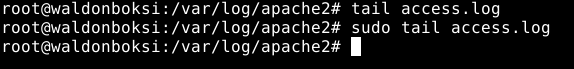 root@waldonboksi:/var/log/apache2# tail access.log
root@waldonboksi:/var/log/apache2# sudo tail access.log
root@waldonboksi:/var/log/apache2#